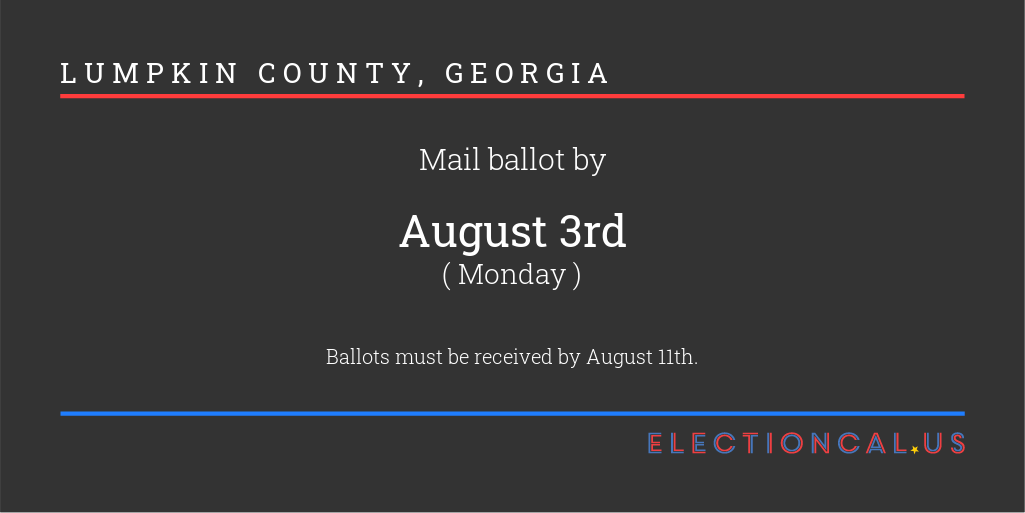 LUMPKIN COUNTY, GEORGIA
Mail ballot by
August 3rd
( Monday )
Ballots must be received by August 11th.
ELECTIONCAL.US